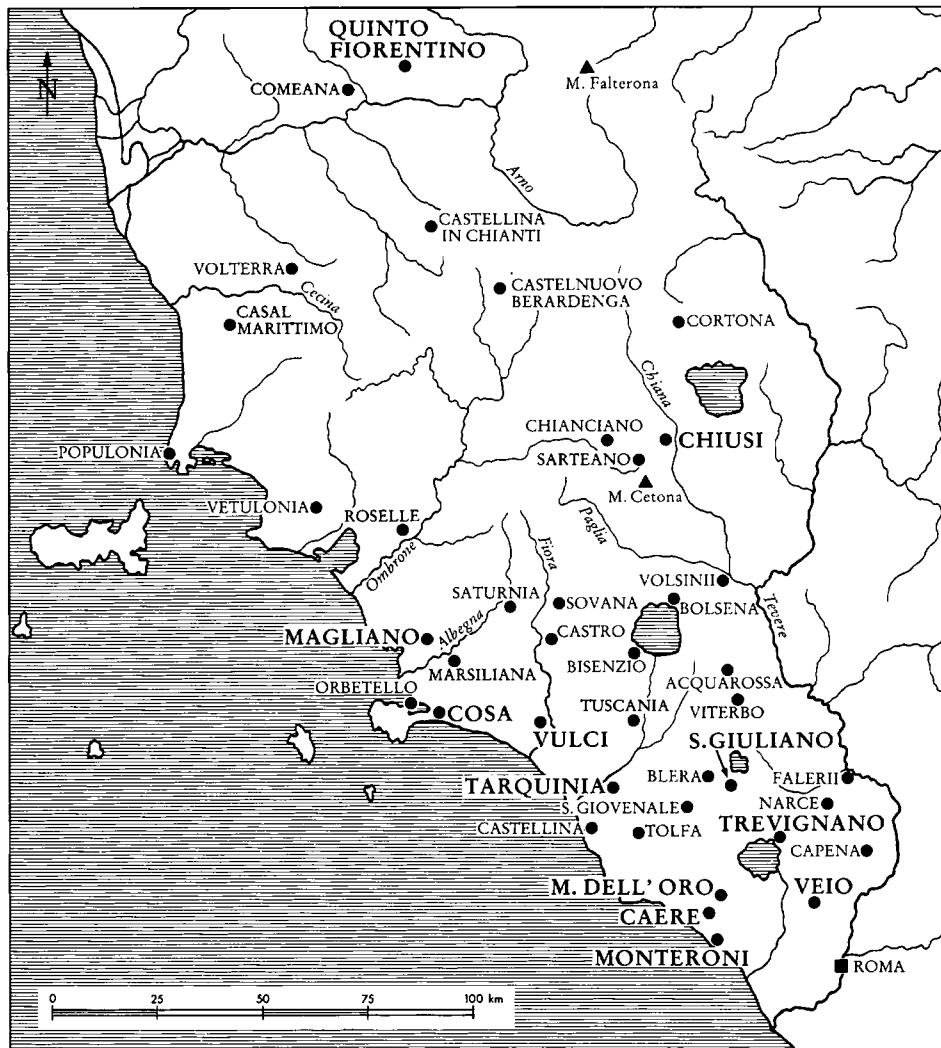 QUINTO
FIORENTINO
COMEANA
M. Falterona
N
Arno
CASTELLINA
IN CHIANTI
VOLTERRA
Cecina
CASTELNUOVO
BERARDENGA
CASAL
MARITTIMO
CORTONA
Chiana
CHIANCIANO
CHIUSI
POPULONIA
SARTEANO
M. Cetona
VETULONIA
ROSELLE
Paglia
Ombrone
Fiora
VOLSINII
SATURNIA
SOVANA
BOLSENA
Tevere
MAGLIANO
Albegna
CASTRO
BISENZIO
MARSILIANA
ACQUAROSSA
ORBETELLO
TUSCANIA
VITERBO
COSA
VULCI
S.GIULIANO
BLERA
FALERII
TARQUINIA
S. GIOVENALE
NARCE
CASTELLINA
TOLFA
TREVIGNANO
CAPENA
M. DELL' ORO
VEIO
CAERE
MONTERONI
ROMA
0 25 50 75 100 km